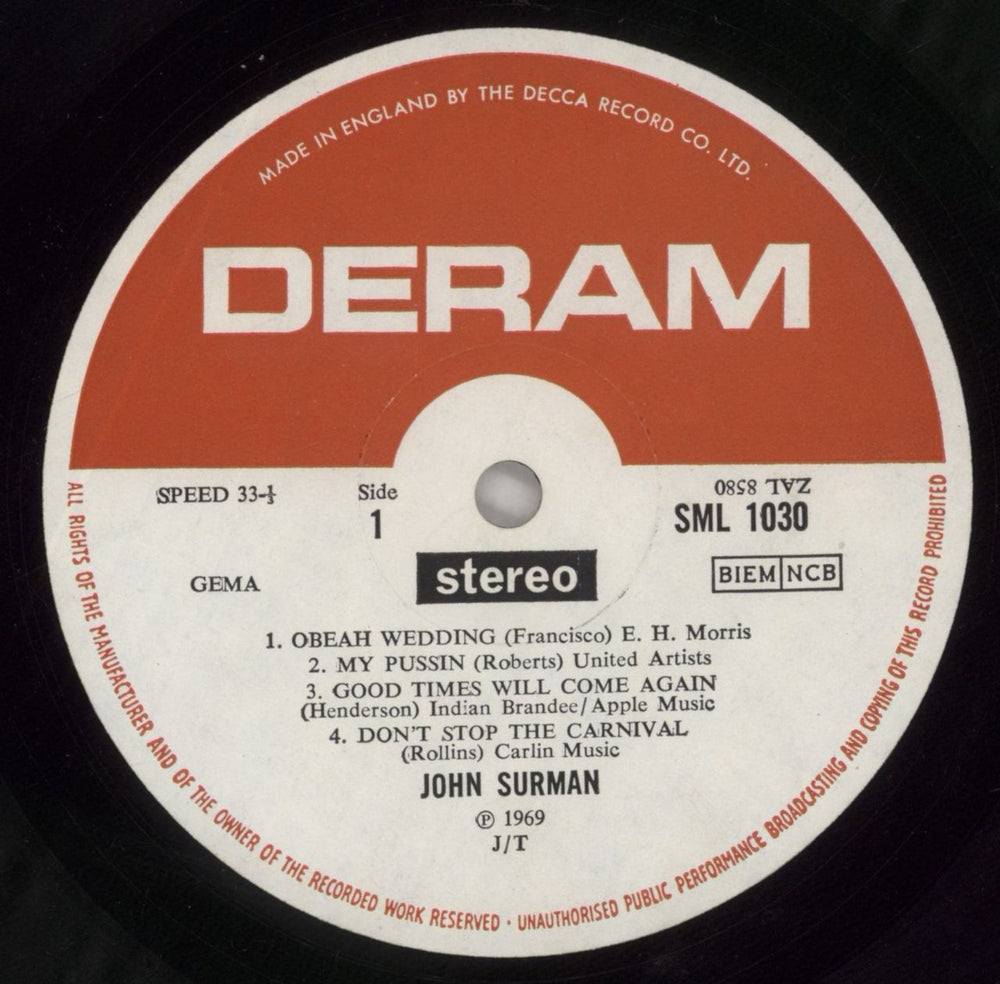 MADE IN ENGLAND BY THE DECCA RECORD CO. LTD.
DERAM
SPEED 33-⅓
Side
1
ZAL 8580
SML 1030
GEMA
stereo
BIEM NCB
1. OBEAH WEDDING (Francisco) E. H. Morris
2. MY PUSSIN (Roberts) United Artists
3. GOOD TIMES WILL COME AGAIN
(Henderson) Indian Brandee/Apple Music
4. DON'T STOP THE CARNIVAL
(Rollins) Carlin Music
JOHN SURMAN
℗ 1969
J/T
ALL RIGHTS OF THE MANUFACTURER AND OF THE OWNER OF THE RECORDED WORK RESERVED · UNAUTHORISED PUBLIC PERFORMANCE BROADCASTING AND COPYING OF THIS RECORD PROHIBITED